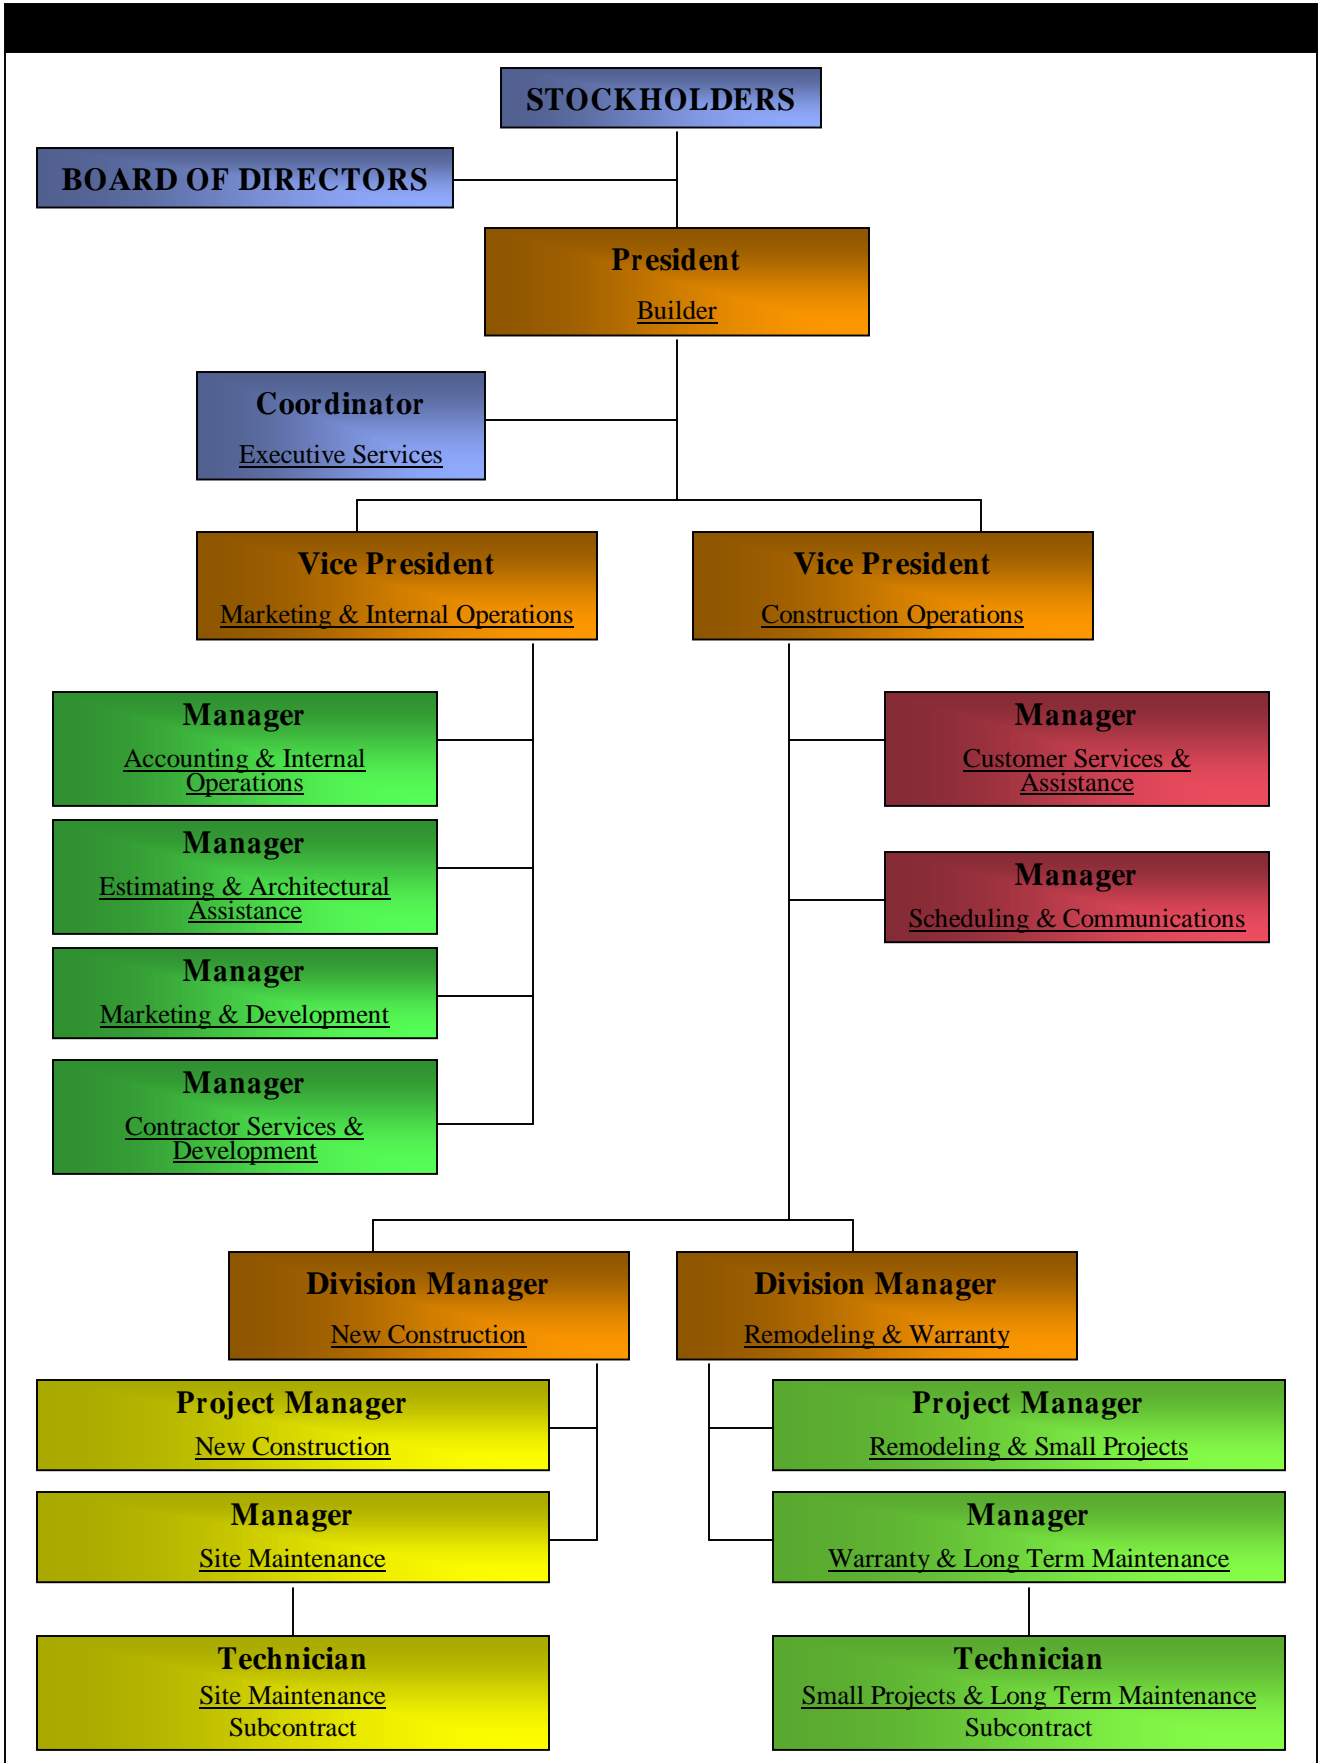 STOCKHOLDERS
BOARD OF DIRECTORS
President
Builder
Coordinator
Executive Services
Vice President
Marketing & Internal Operations
Vice President
Construction Operations
Manager
Accounting & Internal
Operations
Manager
Estimating & Architectural
Assistance
Manager
Marketing & Development
Manager
Contractor Services &
Development
Manager
Customer Services &
Assistance
Manager
Scheduling & Communications
Division Manager
New Construction
Division Manager
Remodeling & Warranty
Project Manager
New Construction
Manager
Site Maintenance
Technician
Site Maintenance
Subcontract
Project Manager
Remodeling & Small Projects
Manager
Warranty & Long Term Maintenance
Technician
Small Projects & Long Term Maintenance
Subcontract